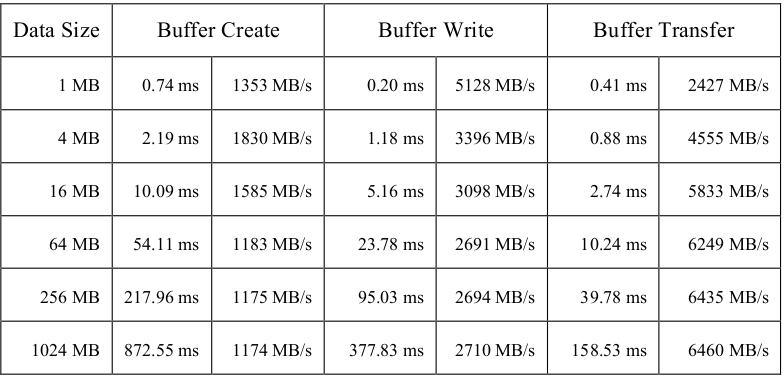 Data Size Buffer Create Buffer Write Buffer Transfer
1 MB 0.74 ms 1353 MB/s 0.20 ms 5128 MB/s 0.41 ms 2427 MB/s
4 MB 2.19 ms 1830 MB/s 1.18 ms 3396 MB/s 0.88 ms 4555 MB/s
16 MB 10.09 ms 1585 MB/s 5.16 ms 3098 MB/s 2.74 ms 5833 MB/s
64 MB 54.11 ms 1183 MB/s 23.78 ms 2691 MB/s 10.24 ms 6249 MB/s
256 MB 217.96 ms 1175 MB/s 95.03 ms 2694 MB/s 39.78 ms 6435 MB/s
1024 MB 872.55 ms 1174 MB/s 377.83 ms 2710 MB/s 158.53 ms 6460 MB/s